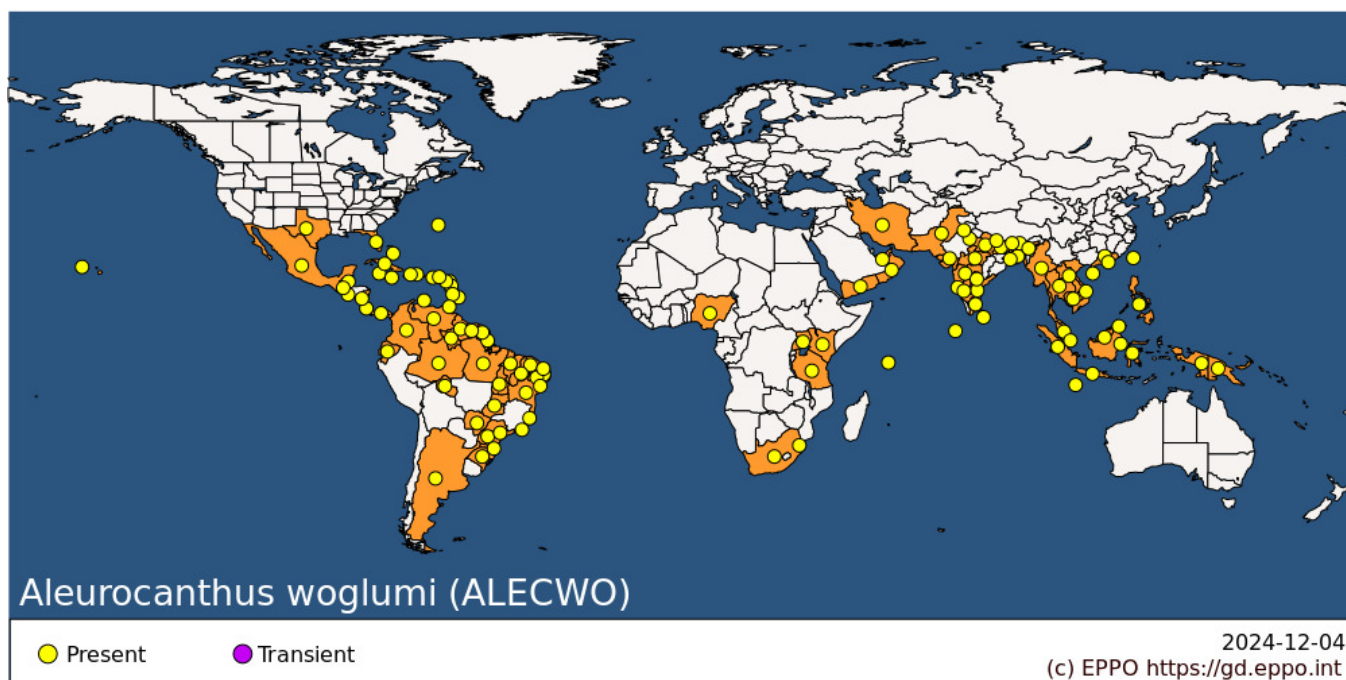 Aleurocanthus woglumi (ALECWO)
Present
Transient
2024-12-04
(c) EPPO https://gd.eppo.int